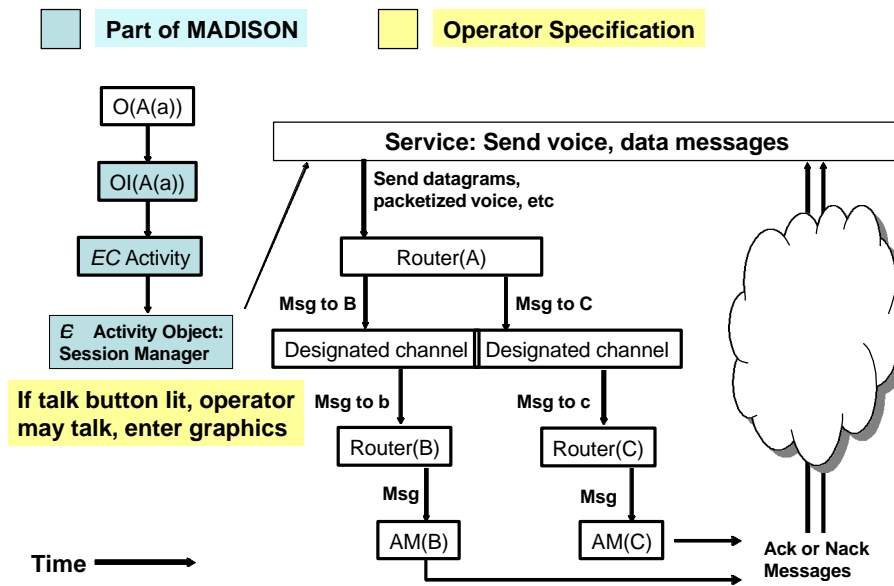 Part of MADISON
Operator Specification
O(A(a))
Service: Send voice, data messages
OI(A(a))
Send datagrams,
packetized voice, etc
EC Activity
Router(A)
Msg to B
Msg to C
Є Activity Object:
Session Manager
Designated channel
Designated channel
If talk button lit, operator
may talk, enter graphics
Msg to b
Msg to c
Router(B)
Router(C)
Msg
Msg
AM(B)
AM(C)
Ack or Nack
Messages
Time